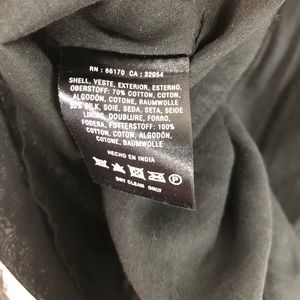 RN : 66170 CA : 32054
SHELL, VESTE, EXTERIOR, ESTERNO,
OBERSTOFF: 70% COTTON, COTON,
ALGODÓN, COTONE, BAUMWOLLE
30% SILK, SOIE, SEDA, SETA, SEIDE
LINING, DOUBLURE, FORRO,
FODERA, FUTTERSTOFF: 100%
COTTON, COTON, ALGODÓN,
COTONE, BAUMWOLLE
HECHO EN INDIA
P
DRY CLEAN ONLY